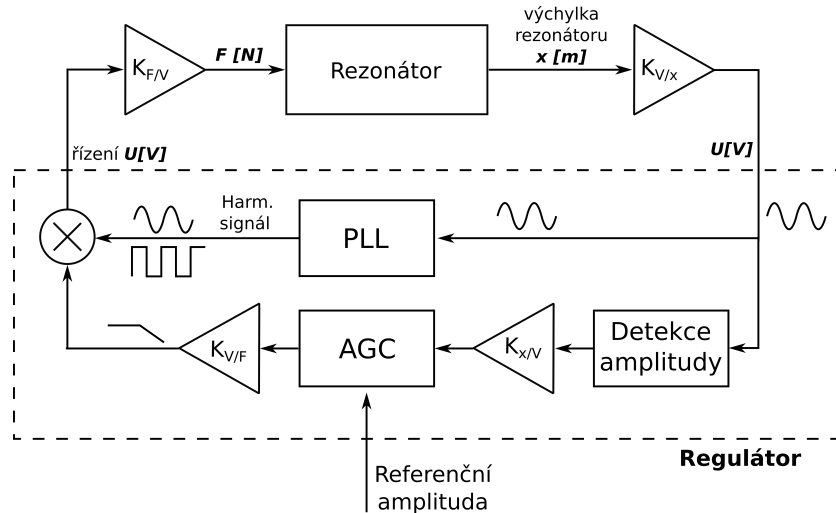 K_F/V
F [N]
Rezonátor
výchylka
rezonátoru
x [m]
K_V/x
řízení U[V]
U[V]
Harm.
signál
PLL
K_V/F
AGC
K_x/V
Detekce
amplitudy
Regulátor
Referenční
amplituda